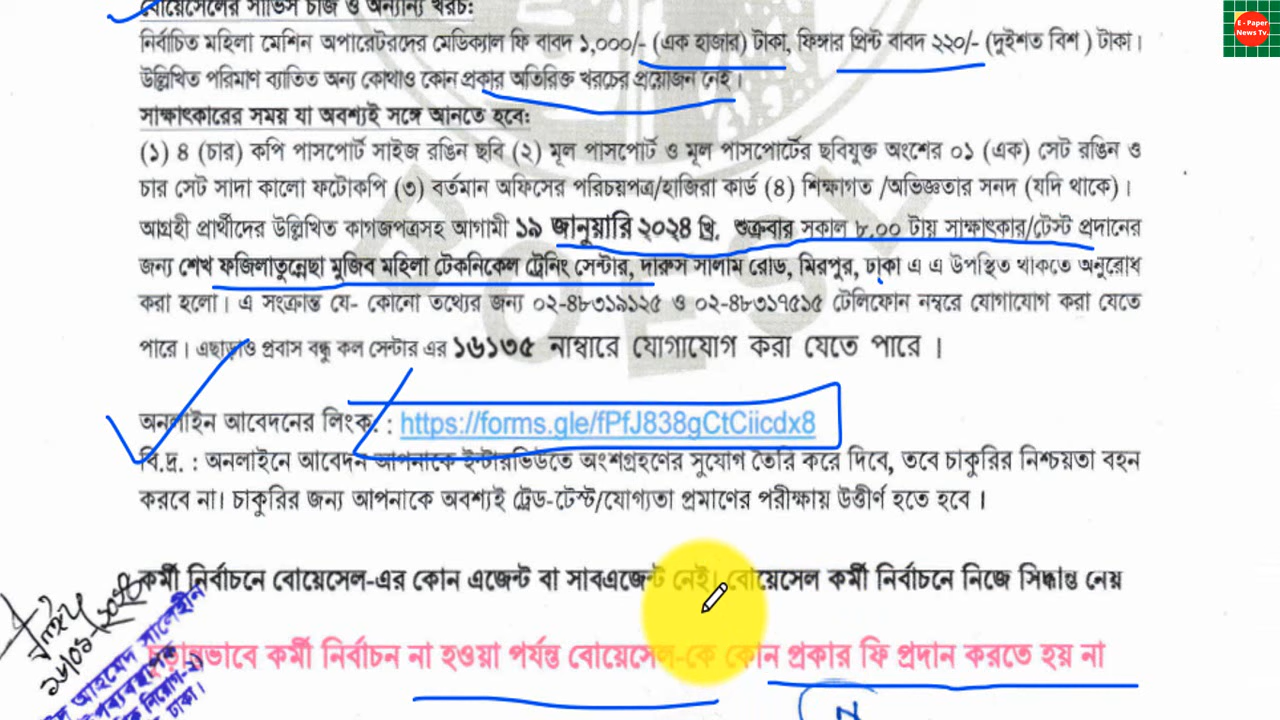 বোয়েসেলের সার্ভিস চার্জ ও অন্যান্য খরচ:
E - Paper
News Tv.
নির্বাচিত মহিলা মেশিন অপারেটরদের মেডিক্যাল ফি বাবদ ১,০০০/- (এক হাজার) টাকা, ফিঙ্গার প্রিন্ট বাবদ ২২০/- (দুইশত বিশ ) টাকা।
উল্লিখিত পরিমাণ ব্যাতিত অন্য কোথাও কোন প্রকার অতিরিক্ত খরচের প্রয়োজন নেই।
সাক্ষাৎকারের সময় যা অবশ্যই সঙ্গে আনতে হবে:
(১) ৪ (চার) কপি পাসপোর্ট সাইজ রঙিন ছবি (২) মূল পাসপোর্ট ও মূল পাসপোর্টের ছবিযুক্ত অংশের ০১ (এক) সেট রঙিন ও
চার সেট সাদা কালো ফটোকপি (৩) বর্তমান অফিসের পরিচয়পত্র/হাজিরা কার্ড (৪) শিক্ষাগত /অভিজ্ঞতার সনদ (যদি থাকে)।
আগ্রহী প্রার্থীদের উল্লিখিত কাগজপত্রসহ আগামী ১৯ জানুয়ারি ২০২৪ খ্রি. শুক্রবার সকাল ৮.০০ টায় সাক্ষাৎকার/টেস্ট প্রদানের
জন্য শেখ ফজিলাতুন্নেছা মুজিব মহিলা টেকনিকেল ট্রেনিং সেন্টার, দারুস সালাম রোড, মিরপুর, ঢাকা এ এ উপস্থিত থাকতে অনুরোধ
করা হলো। এ সংক্রান্ত যে- কোনো তথ্যের জন্য ০২-৪৮৩১৯১২৫ ও ০২-৪৮৩১৭৫১৫ টেলিফোন নম্বরে যোগাযোগ করা যেতে
পারে। এছাড়াও প্রবাস বন্ধু কল সেন্টার এর ১৬১৩৫ নাম্বারে যোগাযোগ করা যেতে পারে ।
অনলাইন আবেদনের লিংক : https://forms.gle/fPfJ838gCtCiicdx8
বি.দ্র. : অনলাইনে আবেদন আপনাকে ইন্টারভিউতে অংশগ্রহণের সুযোগ তৈরি করে দিবে, তবে চাকুরির নিশ্চয়তা বহন
করবে না। চাকুরির জন্য আপনাকে অবশ্যই ট্রেড-টেস্ট/যোগ্যতা প্রমাণের পরীক্ষায় উত্তীর্ণ হতে হবে ।
কর্মী নির্বাচনে বোয়েসেল-এর কোন এজেন্ট বা সাবএজেন্ট নেই। বোয়েসেল কর্মী নির্বাচনে নিজে সিদ্ধান্ত নেয়
চূড়ান্তভাবে কর্মী নির্বাচন না হওয়া পর্যন্ত বোয়েসেল-কে কোন প্রকার ফি প্রদান করতে হয় না
আহমেদ সালেহীন
উপব্যবস্থাপক
ঢাকা।